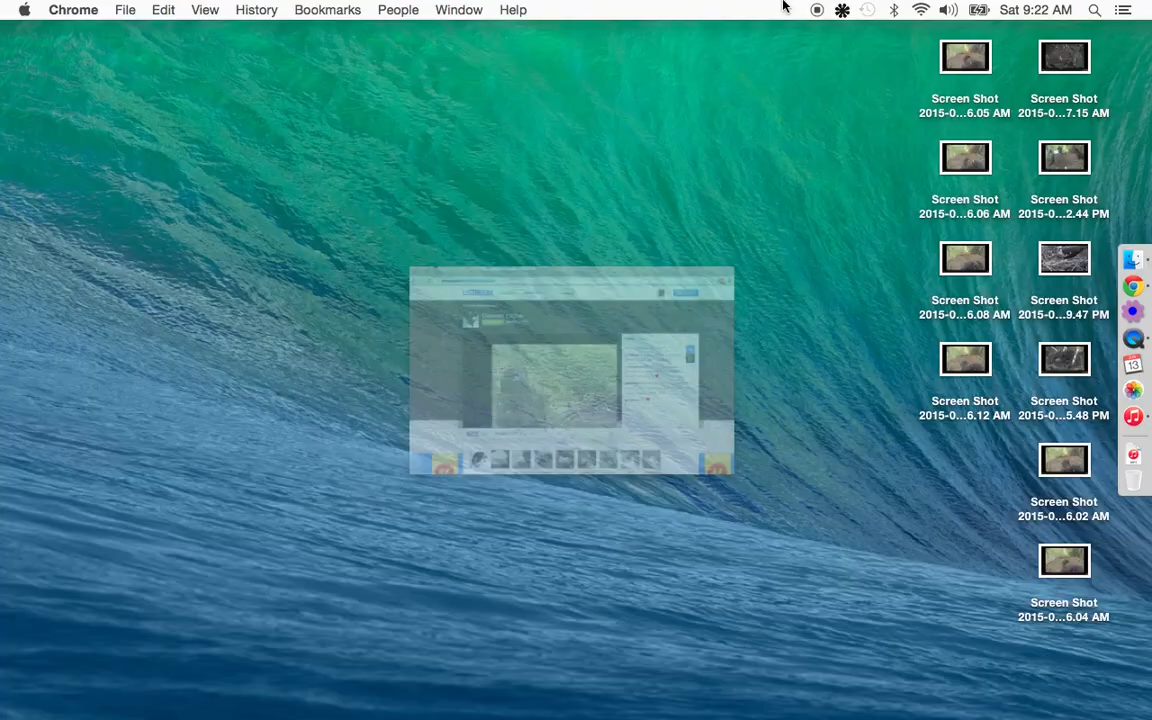 Chrome File Edit View History Bookmarks People Window Help Sat 9:22 AM
Screen Shot
2015-0...6.05 AM
Screen Shot
2015-0...7.15 AM
Screen Shot
2015-0...6.06 AM
Screen Shot
2015-0...2.44 PM
Screen Shot
2015-0...6.08 AM
Screen Shot
2015-0...9.47 PM
Screen Shot
2015-0...6.12 AM
Screen Shot
2015-0...5.48 PM
Screen Shot
2015-0...6.02 AM
Screen Shot
2015-0...6.04 AM
13